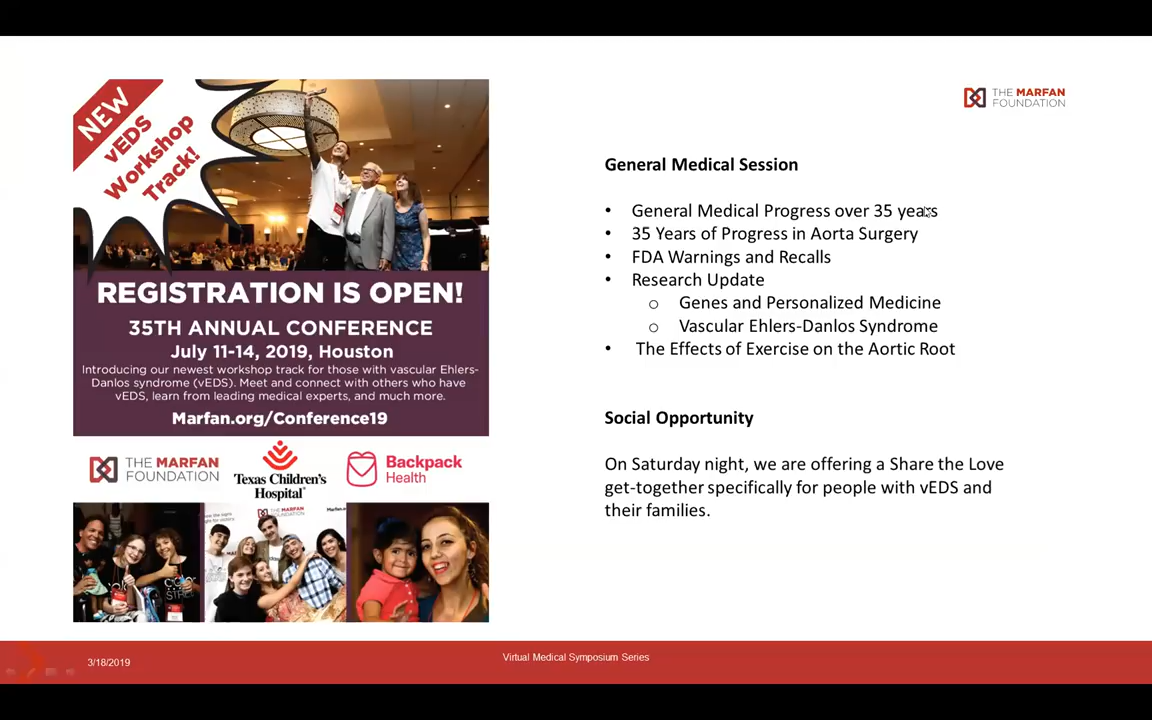 NEW
vEDS
Workshop
Track!
REGISTRATION IS OPEN!
35TH ANNUAL CONFERENCE
July 11-14, 2019, Houston
Introducing our newest workshop track for those with vascular Ehlers-
Danlos syndrome (vEDS). Meet and connect with others who have
vEDS, learn from leading medical experts, and much more.
Marfan.org/Conference19
THE MARFAN
FOUNDATION
Texas Children's
Hospital
Backpack
Health
THE MARFAN
FOUNDATION
THE MARFAN
FOUNDATION
General Medical Session
• General Medical Progress over 35 years
• 35 Years of Progress in Aorta Surgery
• FDA Warnings and Recalls
• Research Update
o Genes and Personalized Medicine
o Vascular Ehlers-Danlos Syndrome
• The Effects of Exercise on the Aortic Root
Social Opportunity
On Saturday night, we are offering a Share the Love
get-together specifically for people with vEDS and
their families.
3/18/2019
Virtual Medical Symposium Series